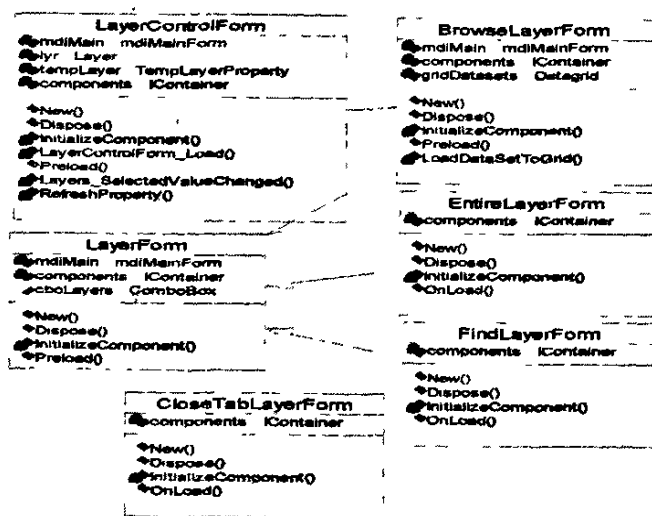 LayerControlForm
mdiMain mdiMainForm
lyr Layer
tempLayer TempLayerProperty
components IContainer
New()
Dispose()
InitializeComponent()
LayerControlForm_Load()
Preload()
Layers_SelectedValueChanged()
RefreshProperty()
BrowseLayerForm
mdiMain mdiMainForm
components IContainer
gridDatasets Datagrid
New()
Dispose()
InitializeComponent()
Preload()
LoadDataSetToGrid()
LayerForm
mdiMain mdiMainForm
components IContainer
cboLayers ComboBox
New()
Dispose()
InitializeComponent()
Preload()
EntireLayerForm
components IContainer
New()
Dispose()
InitializeComponent()
OnLoad()
FindLayerForm
components IContainer
New()
Dispose()
InitializeComponent()
OnLoad()
CloseTabLayerForm
components IContainer
New()
Dispose()
InitializeComponent()
OnLoad()